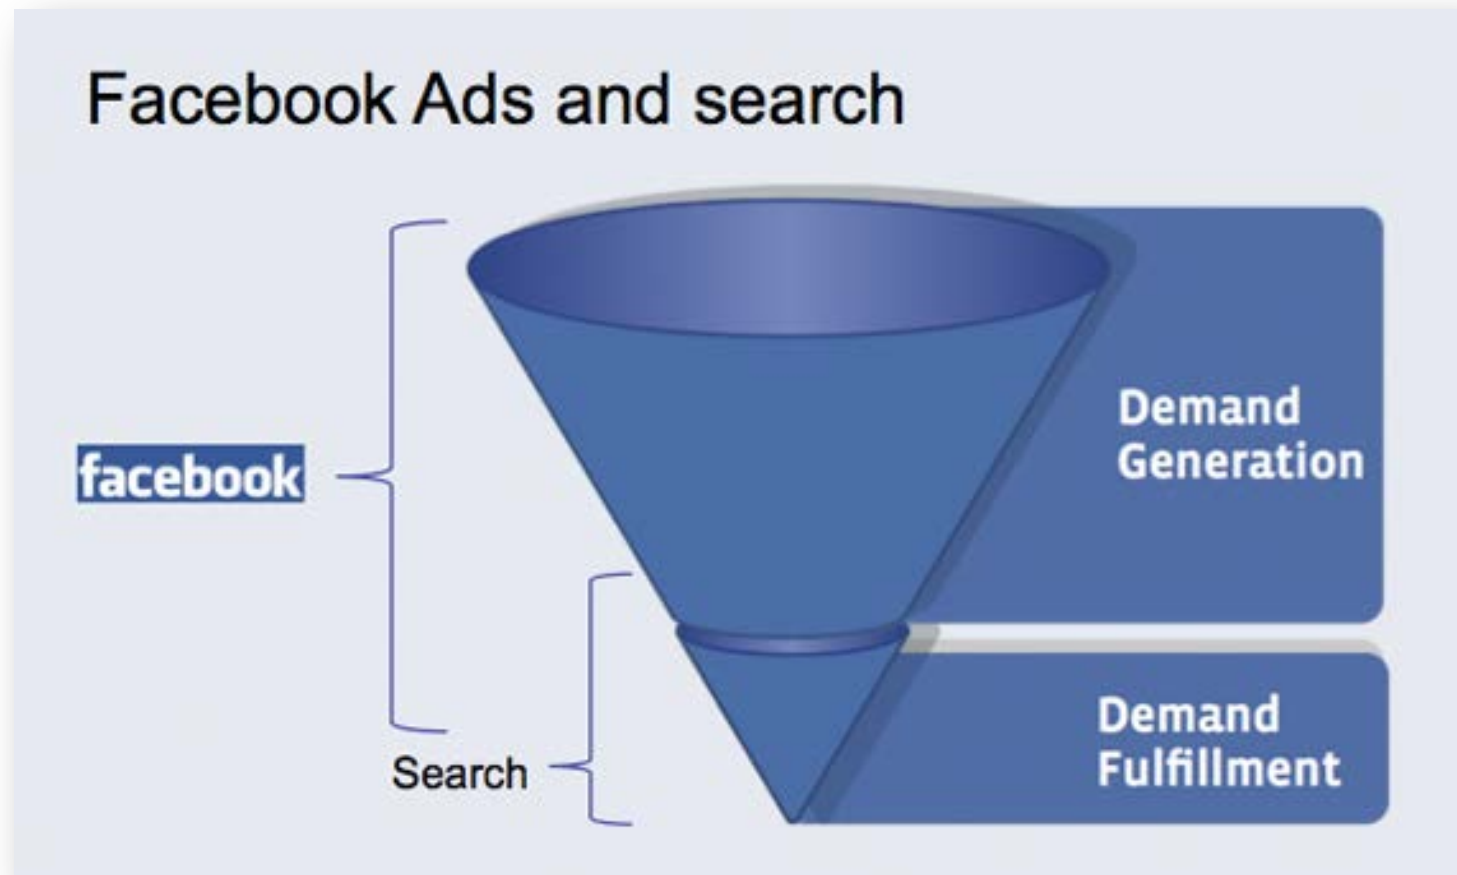 Facebook Ads and search
facebook
Demand
Generation
Search
Demand
Fulfillment